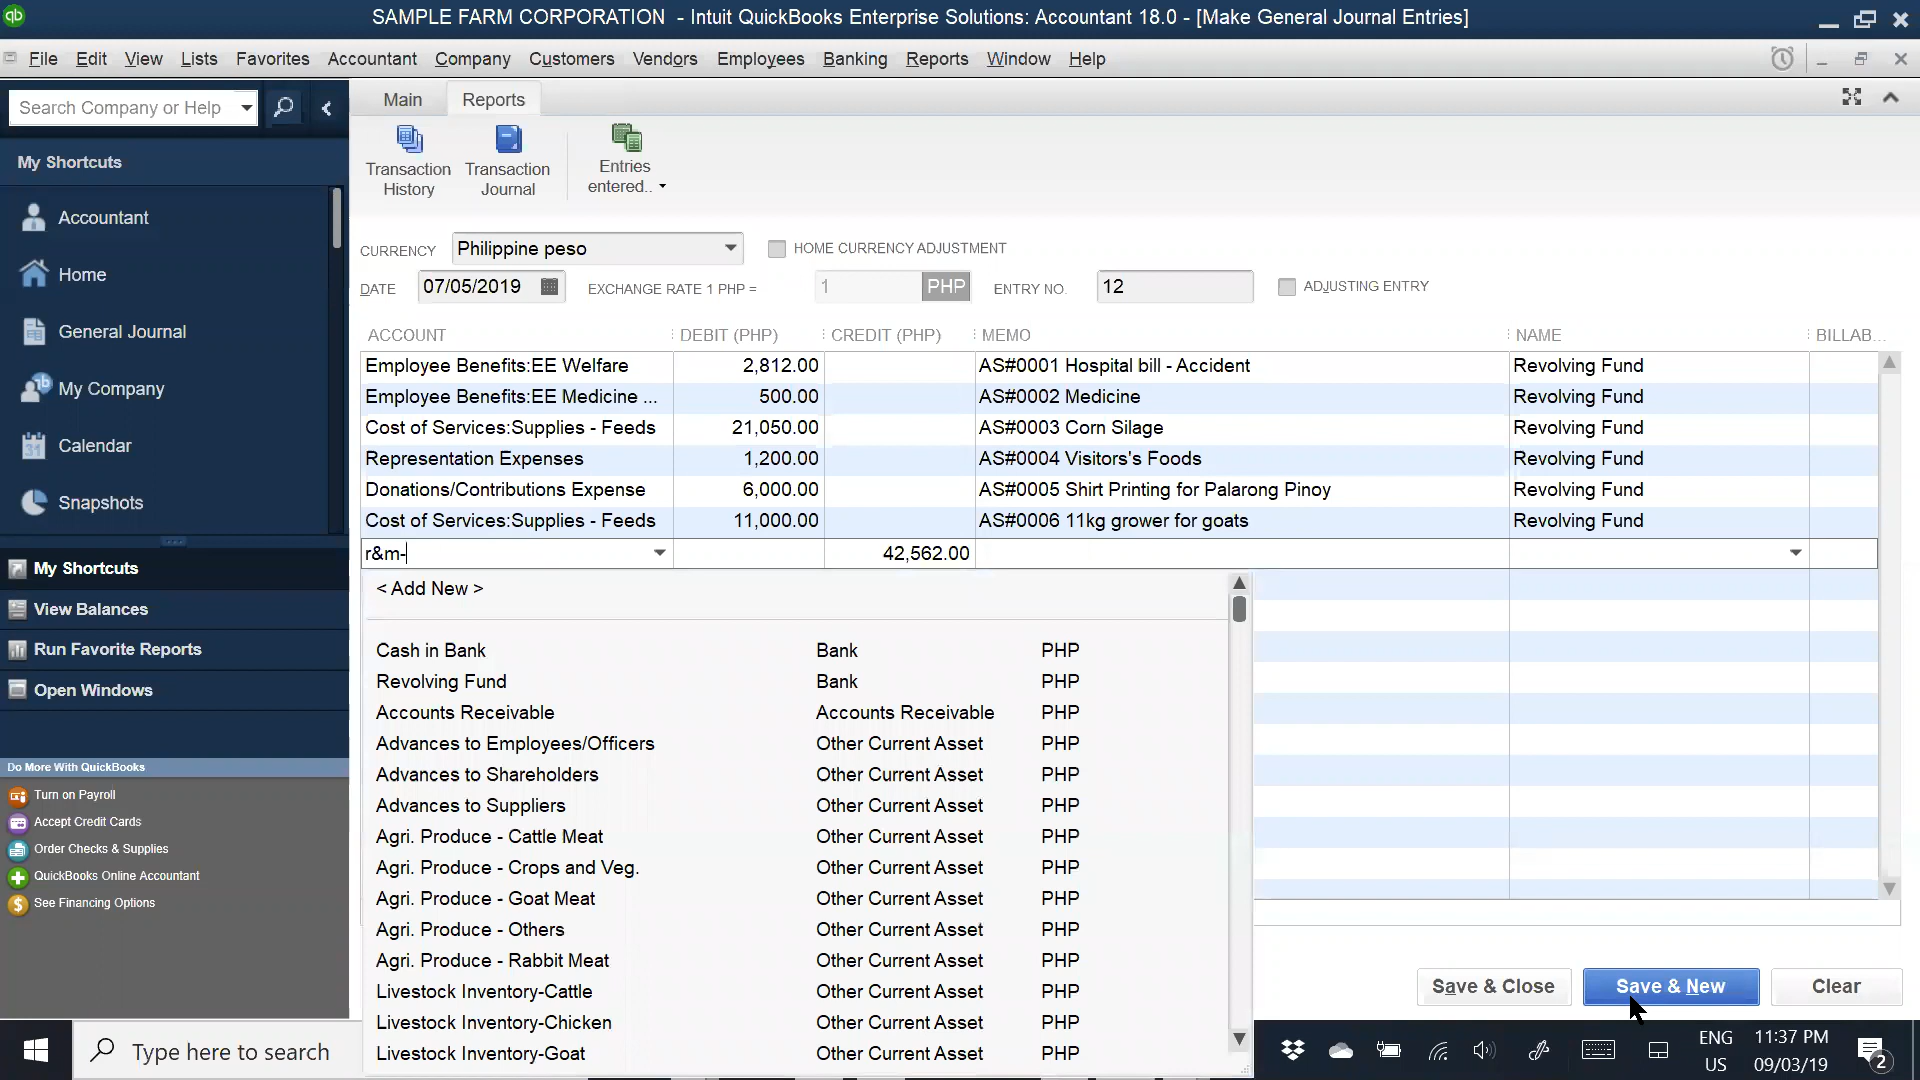 qb SAMPLE FARM CORPORATION - Intuit QuickBooks Enterprise Solutions: Accountant 18.0 - [Make General Journal Entries]
File Edit View Lists Favorites Accountant Company Customers Vendors Employees Banking Reports Window Help
Search Company or Help
Main Reports
Transaction History
Transaction Journal
Entries entered..
My Shortcuts
Accountant
Home
General Journal
My Company
31 Calendar
Snapshots
My Shortcuts
View Balances
Run Favorite Reports
Open Windows
Do More With QuickBooks
Turn on Payroll
Accept Credit Cards
Order Checks & Supplies
QuickBooks Online Accountant
See Financing Options
CURRENCY Philippine peso HOME CURRENCY ADJUSTMENT
DATE 07/05/2019 EXCHANGE RATE 1 PHP = 1 PHP ENTRY NO. 12 ADJUSTING ENTRY
ACCOUNT DEBIT (PHP) CREDIT (PHP) MEMO NAME BILLAB...
Employee Benefits:EE Welfare 2,812.00 AS#0001 Hospital bill - Accident Revolving Fund
Employee Benefits:EE Medicine ... 500.00 AS#0002 Medicine Revolving Fund
Cost of Services:Supplies - Feeds 21,050.00 AS#0003 Corn Silage Revolving Fund
Representation Expenses 1,200.00 AS#0004 Visitors's Foods Revolving Fund
Donations/Contributions Expense 6,000.00 AS#0005 Shirt Printing for Palarong Pinoy Revolving Fund
Cost of Services:Supplies - Feeds 11,000.00 AS#0006 11kg grower for goats Revolving Fund
r&m- 42,562.00
< Add New >
Cash in Bank Bank PHP
Revolving Fund Bank PHP
Accounts Receivable Accounts Receivable PHP
Advances to Employees/Officers Other Current Asset PHP
Advances to Shareholders Other Current Asset PHP
Advances to Suppliers Other Current Asset PHP
Agri. Produce - Cattle Meat Other Current Asset PHP
Agri. Produce - Crops and Veg. Other Current Asset PHP
Agri. Produce - Goat Meat Other Current Asset PHP
Agri. Produce - Others Other Current Asset PHP
Agri. Produce - Rabbit Meat Other Current Asset PHP
Livestock Inventory-Cattle Other Current Asset PHP
Livestock Inventory-Chicken Other Current Asset PHP
Livestock Inventory-Goat Other Current Asset PHP
Save & Close Save & New Clear
Type here to search
ENG US
11:37 PM
09/03/19
2